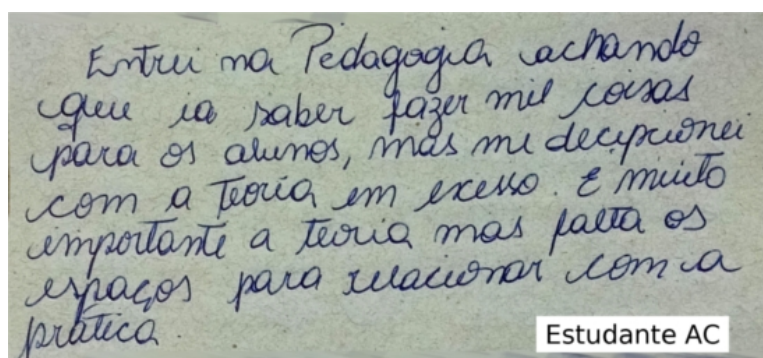 Entrei na Pedagogia achando
que ia saber fazer mil coisas
para os alunos, mas me decepcionei
com a teoria em exesso. É muito
importante a teoria mas falta os
espaços para relacionar com a
prática.
Estudante AC